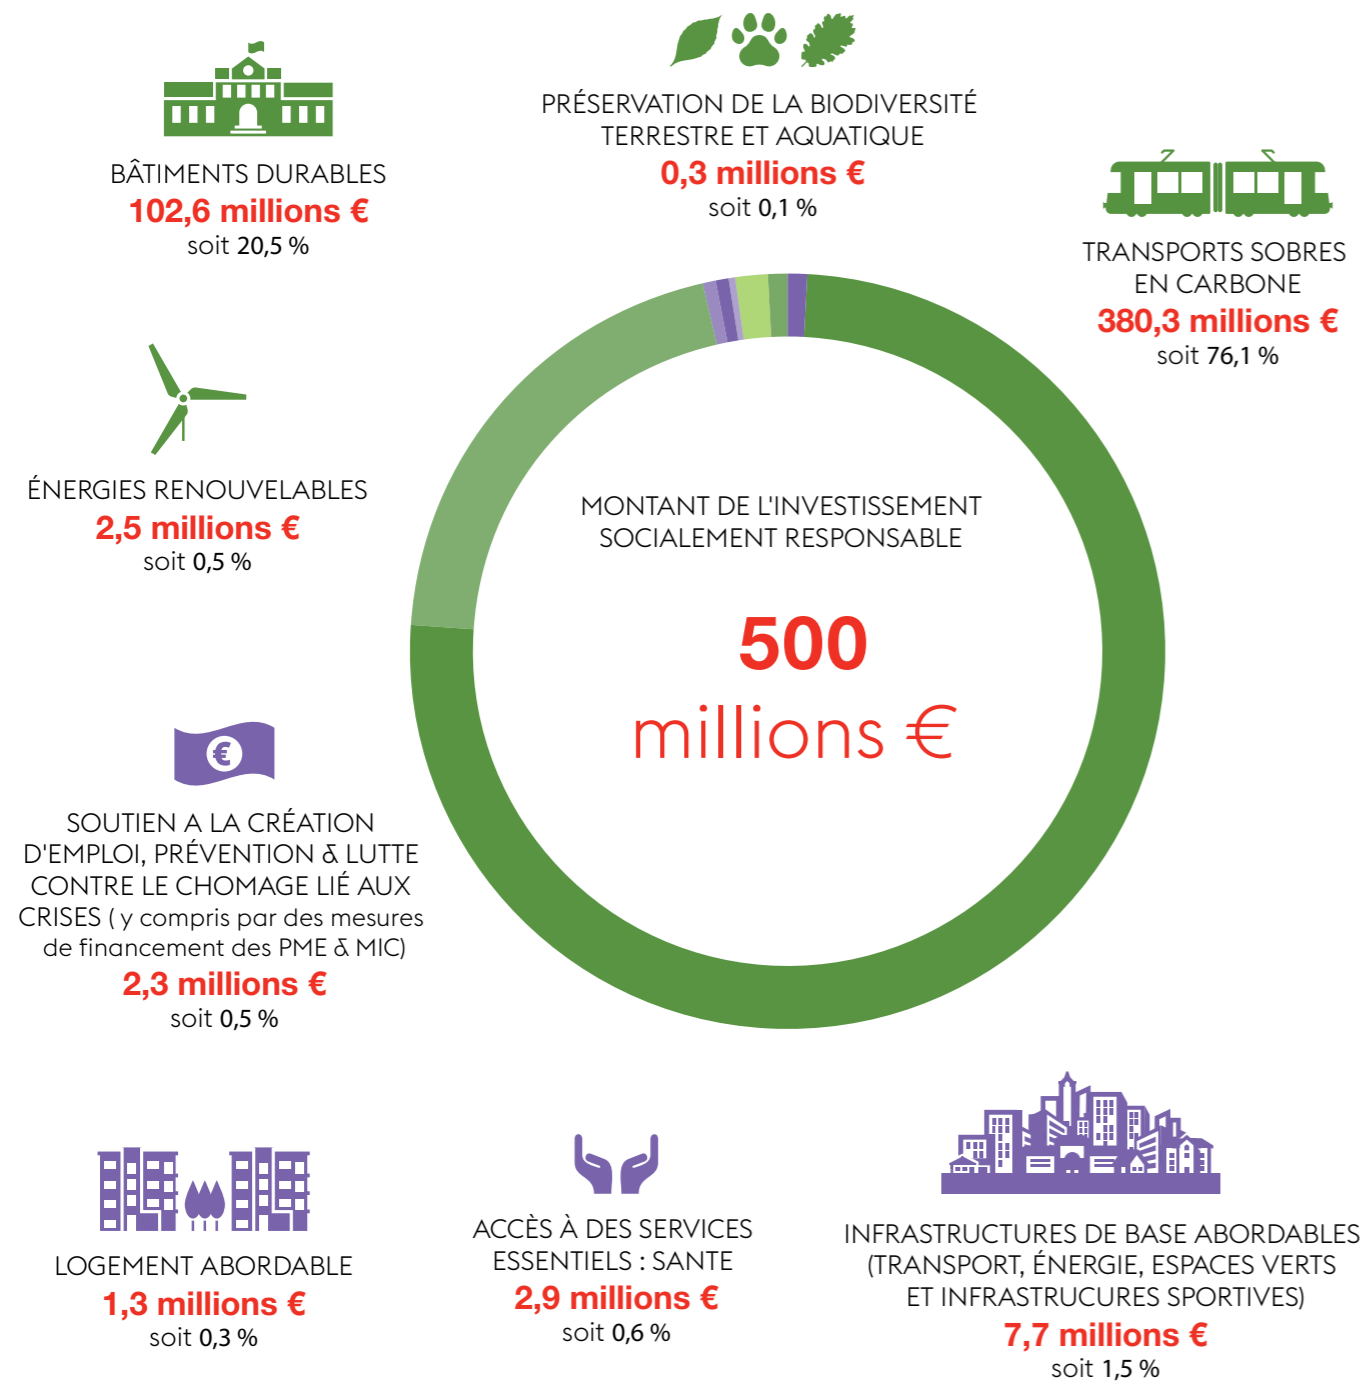 PRÉSERVATION DE LA BIODIVERSITÉ
TERRESTRE ET AQUATIQUE
0,3 millions €
soit 0,1 %
BÂTIMENTS DURABLES
102,6 millions €
soit 20,5 %
TRANSPORTS SOBRES
EN CARBONE
380,3 millions €
soit 76,1 %
ÉNERGIES RENOUVELABLES
2,5 millions €
soit 0,5 %
MONTANT DE L'INVESTISSEMENT
SOCIALEMENT RESPONSABLE
500
millions €
€
SOUTIEN A LA CRÉATION
D'EMPLOI, PRÉVENTION & LUTTE
CONTRE LE CHOMAGE LIÉ AUX
CRISES ( y compris par des mesures
de financement des PME & MIC)
2,3 millions €
soit 0,5 %
LOGEMENT ABORDABLE
1,3 millions €
soit 0,3 %
ACCÈS À DES SERVICES
ESSENTIELS : SANTE
2,9 millions €
soit 0,6 %
INFRASTRUCTURES DE BASE ABORDABLES
(TRANSPORT, ÉNERGIE, ESPACES VERTS
ET INFRASTRUCURES SPORTIVES)
7,7 millions €
soit 1,5 %